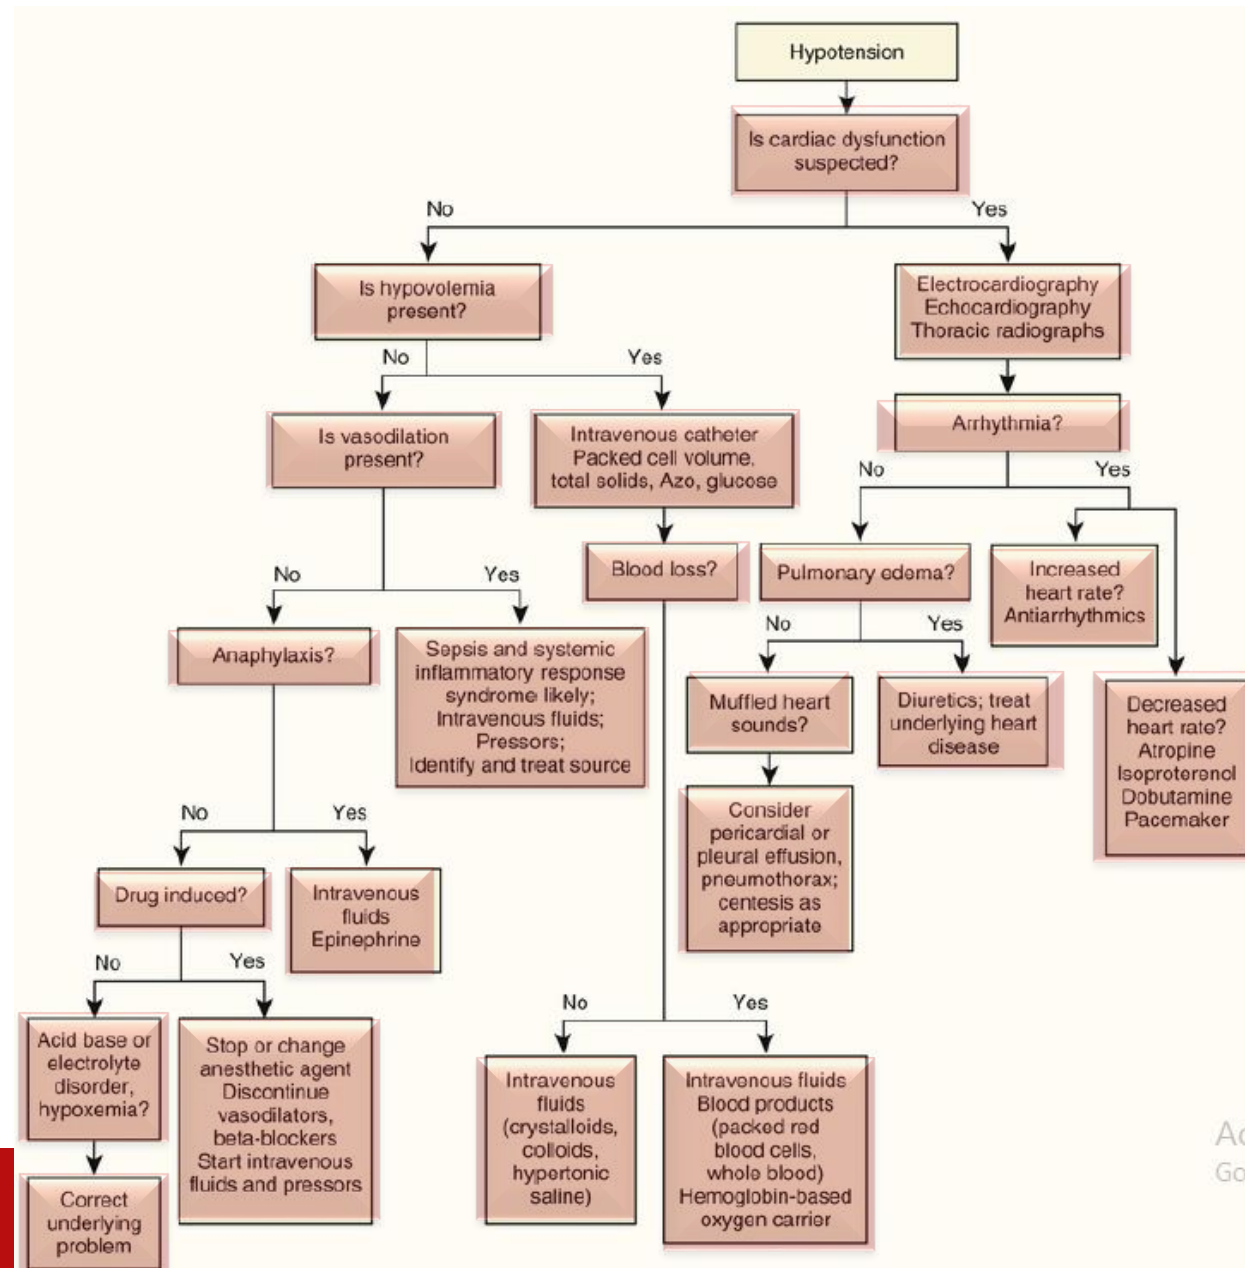 Hypotension
Is cardiac dysfunction
suspected?
No
Yes
Is hypovolemia
present?
Electrocardiography
Echocardiography
Thoracic radiographs
No
Yes
Is vasodilation
present?
Intravenous catheter
Packed cell volume,
total solids, Azo, glucose
Arrhythmia?
No
Yes
No
Yes
Blood loss?
Pulmonary edema?
Increased
heart rate?
Antiarrhythmics
Anaphylaxis?
Sepsis and systemic
inflammatory response
syndrome likely;
Intravenous fluids;
Pressors;
Identify and treat source
No
Yes
Muffled heart
sounds?
Diuretics; treat
underlying heart
disease
Decreased
heart rate?
Atropine
Isoproterenol
Dobutamine
Pacemaker
Consider
pericardial or
pleural effusion,
pneumothorax;
centesis as
appropriate
No
Yes
Drug induced?
Intravenous
fluids
Epinephrine
No
Yes
Acid base or
electrolyte
disorder,
hypoxemia?
Stop or change
anesthetic agent
Discontinue
vasodilators,
beta-blockers
Start intravenous
fluids and pressors
Correct
underlying
problem
No
Yes
Intravenous
fluids
(crystalloids,
colloids,
hypertonic
saline)
Intravenous fluids
Blood products
(packed red
blood cells,
whole blood)
Hemoglobin-based
oxygen carrier
Go